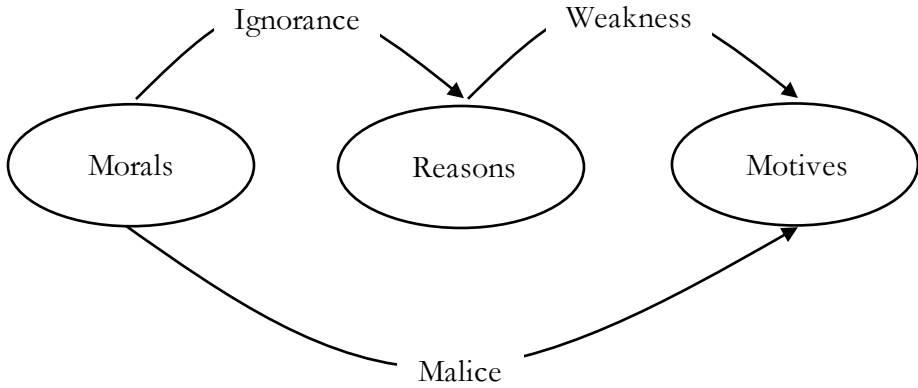 Ignorance
Weakness
Morals
Reasons
Motives
Malice